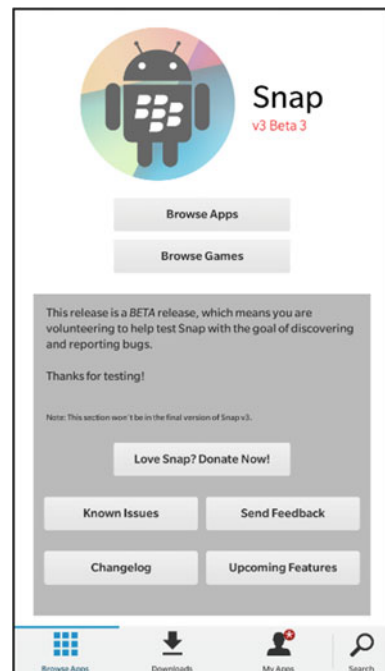 Snap
v3 Beta 3
Browse Apps
Browse Games
This release is a BETA release, which means you are
volunteering to help test Snap with the goal of discovering
and reporting bugs.
Thanks for testing!
Note: This section won't be in the final version of Snap v3.
Love Snap? Donate Now!
Known Issues
Send Feedback
Changelog
Upcoming Features
Browse Apps
Downloads
My Apps
Search